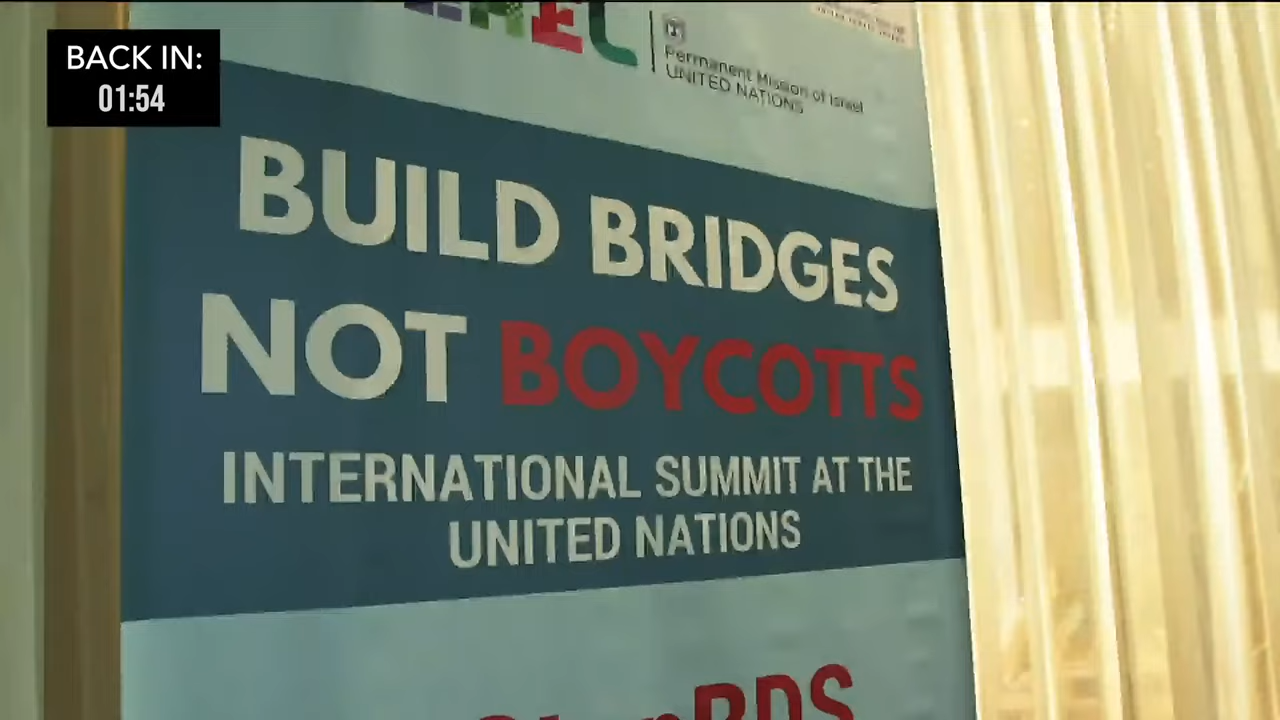 BACK IN:
01:54
Permanent Mission of Israel
UNITED NATIONS
BUILD BRIDGES
NOT BOYCOTTS
INTERNATIONAL SUMMIT AT THE
UNITED NATIONS